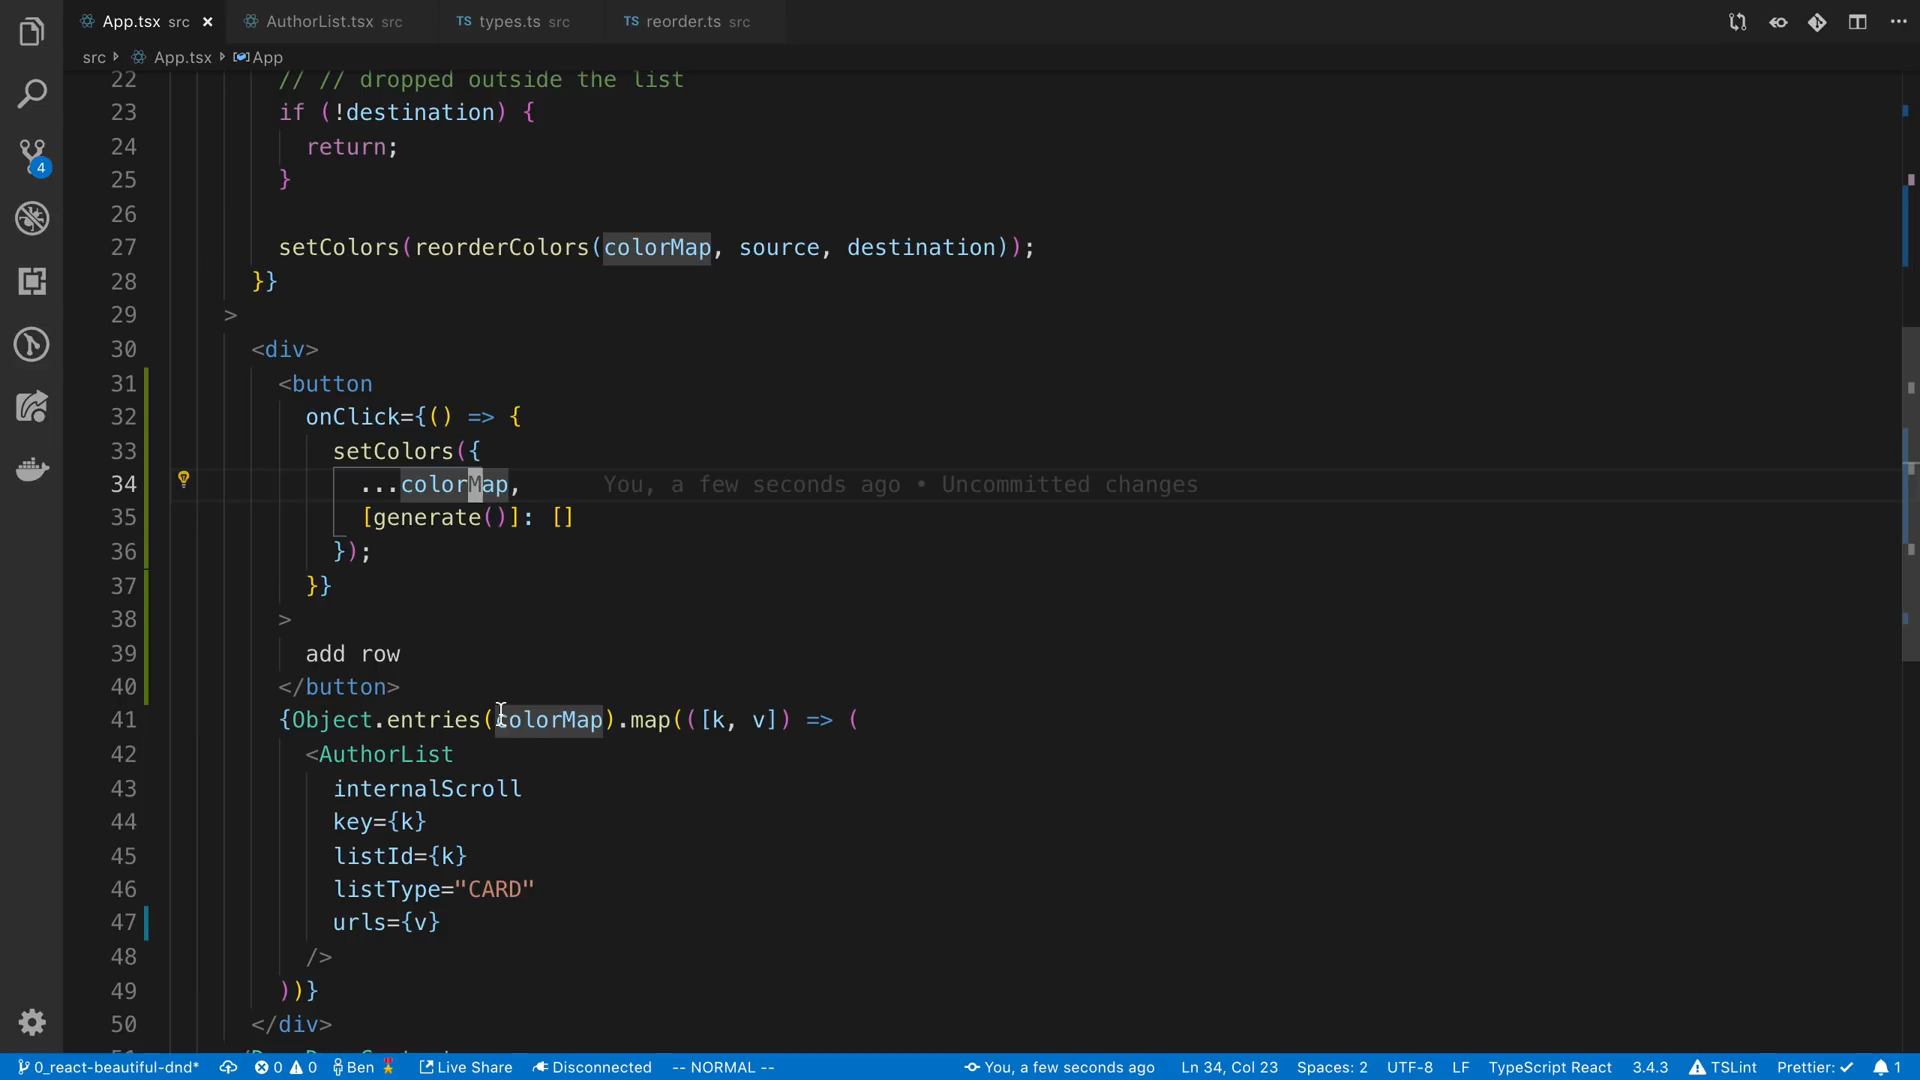 App.tsx src × AuthorList.tsx src TS types.ts src TS reorder.ts src
src App.tsx App
22 // // dropped outside the list
23 if (!destination) {
24 return;
25 }
26
27 setColors(reorderColors(colorMap, source, destination));
28 }}
29 >
30 <div>
31 <button
32 onClick={() => {
33 setColors({
34 ...colorMap, You, a few seconds ago • Uncommitted changes
35 [generate()]: []
36 });
37 }}
38 >
39 add row
40 </button>
41 {Object.entries(colorMap).map(([k, v]) => (
42 <AuthorList
43 internalScroll
44 key={k}
45 listId={k}
46 listType="CARD"
47 urls={v}
48 />
49 ))}
50 </div>
4
0_react-beautiful-dnd* 0 0 Ben Live Share Disconnected -- NORMAL -- You, a few seconds ago Ln 34, Col 23 Spaces: 2 UTF-8 LF TypeScript React 3.4.3 TSLint Prettier: ✓ 1